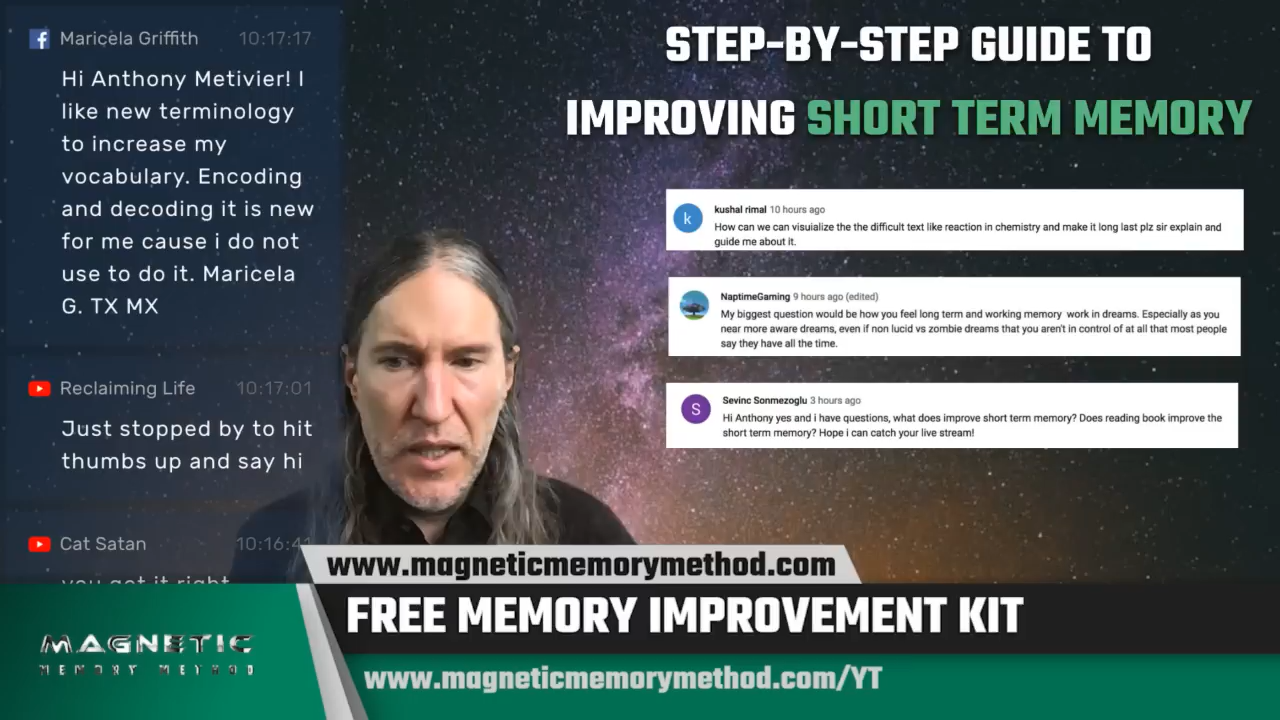 Maricela Griffith 10:17:17
Hi Anthony Metivier! I
like new terminology
to increase my
vocabulary. Encoding
and decoding it is new
for me cause i do not
use to do it. Maricela
G. TX MX
Reclaiming Life 10:17:01
Just stopped by to hit
thumbs up and say hi
Cat Satan 10:16:41
you got it right
STEP-BY-STEP GUIDE TO
IMPROVING SHORT TERM MEMORY
k
kushal rimal 10 hours ago
How can we can visuialize the the difficult text like reaction in chemistry and make it long last plz sir explain and
guide me about it.
NaptimeGaming 9 hours ago (edited)
My biggest question would be how you feel long term and working memory work in dreams. Especially as you
near more aware dreams, even if non lucid vs zombie dreams that you aren't in control of at all that most people
say they have all the time.
S
Sevinc Sonmezoglu 3 hours ago
Hi Anthony yes and i have questions, what does improve short term memory? Does reading book improve the
short term memory? Hope i can catch your live stream!
www.magneticmemorymethod.com
FREE MEMORY IMPROVEMENT KIT
www.magneticmemorymethod.com/YT
MAGNETIC
MEMORY METHOD